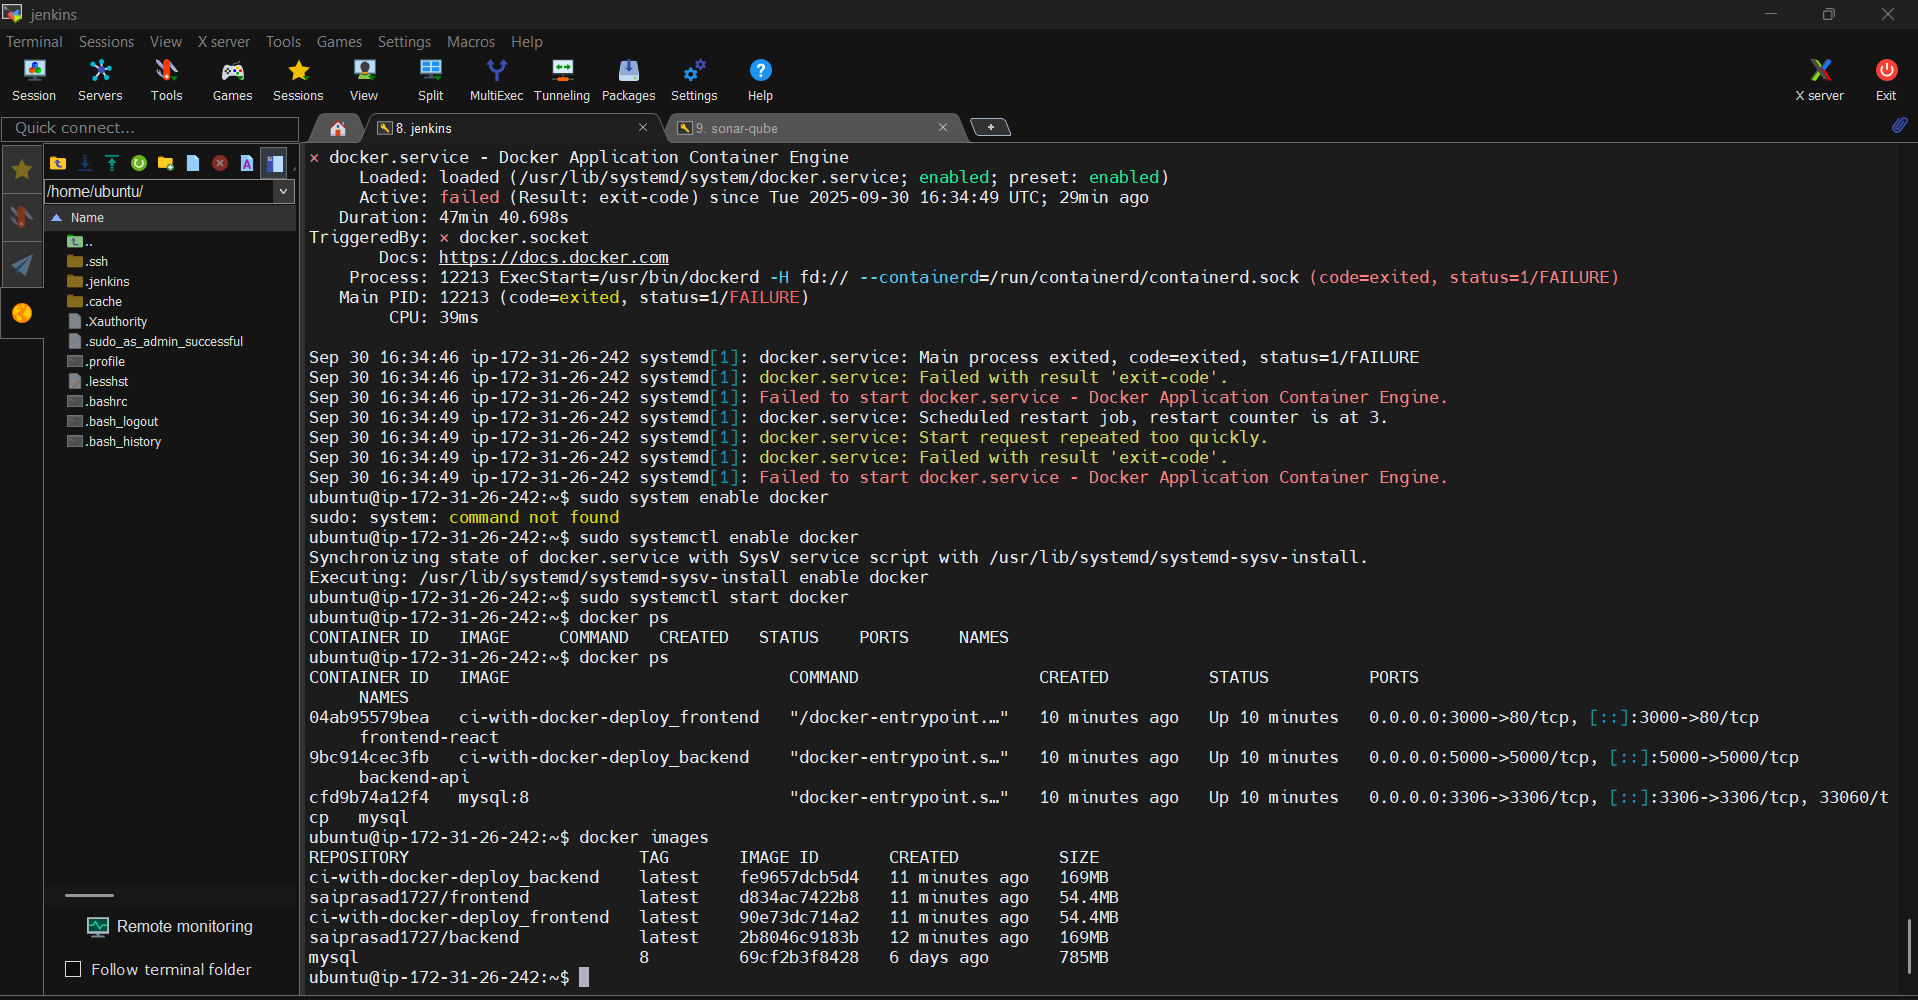 jenkins
Terminal Sessions View X server Tools Games Settings Macros Help
Session Servers Tools Games Sessions View Split MultiExec Tunneling Packages Settings Help X server Exit
Quick connect...
8. jenkins
9. sonar-qube
/home/ubuntu/
Name
..
.ssh
.jenkins
.cache
.Xauthority
.sudo_as_admin_successful
.profile
.lesshst
.bashrc
.bash_logout
.bash_history
Remote monitoring
Follow terminal folder
× docker.service - Docker Application Container Engine
Loaded: loaded (/usr/lib/systemd/system/docker.service; enabled; preset: enabled)
Active: failed (Result: exit-code) since Tue 2025-09-30 16:34:49 UTC; 29min ago
Duration: 47min 40.698s
TriggeredBy: × docker.socket
Docs: https://docs.docker.com
Process: 12213 ExecStart=/usr/bin/dockerd -H fd:// --containerd=/run/containerd/containerd.sock (code=exited, status=1/FAILURE)
Main PID: 12213 (code=exited, status=1/FAILURE)
CPU: 39ms
Sep 30 16:34:46 ip-172-31-26-242 systemd[1]: docker.service: Main process exited, code=exited, status=1/FAILURE
Sep 30 16:34:46 ip-172-31-26-242 systemd[1]: docker.service: Failed with result 'exit-code'.
Sep 30 16:34:46 ip-172-31-26-242 systemd[1]: Failed to start docker.service - Docker Application Container Engine.
Sep 30 16:34:49 ip-172-31-26-242 systemd[1]: docker.service: Scheduled restart job, restart counter is at 3.
Sep 30 16:34:49 ip-172-31-26-242 systemd[1]: docker.service: Start request repeated too quickly.
Sep 30 16:34:49 ip-172-31-26-242 systemd[1]: docker.service: Failed with result 'exit-code'.
Sep 30 16:34:49 ip-172-31-26-242 systemd[1]: Failed to start docker.service - Docker Application Container Engine.
ubuntu@ip-172-31-26-242:~$ sudo system enable docker
sudo: system: command not found
ubuntu@ip-172-31-26-242:~$ sudo systemctl enable docker
Synchronizing state of docker.service with SysV service script with /usr/lib/systemd/systemd-sysv-install.
Executing: /usr/lib/systemd/systemd-sysv-install enable docker
ubuntu@ip-172-31-26-242:~$ sudo systemctl start docker
ubuntu@ip-172-31-26-242:~$ docker ps
CONTAINER ID IMAGE COMMAND CREATED STATUS PORTS NAMES
ubuntu@ip-172-31-26-242:~$ docker ps
CONTAINER ID IMAGE COMMAND CREATED STATUS PORTS
NAMES
04ab95579bea ci-with-docker-deploy_frontend "/docker-entrypoint.…" 10 minutes ago Up 10 minutes 0.0.0.0:3000->80/tcp, [::]:3000->80/tcp
frontend-react
9bc914cec3fb ci-with-docker-deploy_backend "docker-entrypoint.s…" 10 minutes ago Up 10 minutes 0.0.0.0:5000->5000/tcp, [::]:5000->5000/tcp
backend-api
cfd9b74a12f4 mysql:8 "docker-entrypoint.s…" 10 minutes ago Up 10 minutes 0.0.0.0:3306->3306/tcp, [::]:3306->3306/tcp, 33060/t
cp mysql
ubuntu@ip-172-31-26-242:~$ docker images
REPOSITORY TAG IMAGE ID CREATED SIZE
ci-with-docker-deploy_backend latest fe9657dcb5d4 11 minutes ago 169MB
saiprasad1727/frontend latest d834ac7422b8 11 minutes ago 54.4MB
ci-with-docker-deploy_frontend latest 90e73dc714a2 11 minutes ago 54.4MB
saiprasad1727/backend latest 2b8046c9183b 12 minutes ago 169MB
mysql 8 69cf2b3f8428 6 days ago 785MB
ubuntu@ip-172-31-26-242:~$